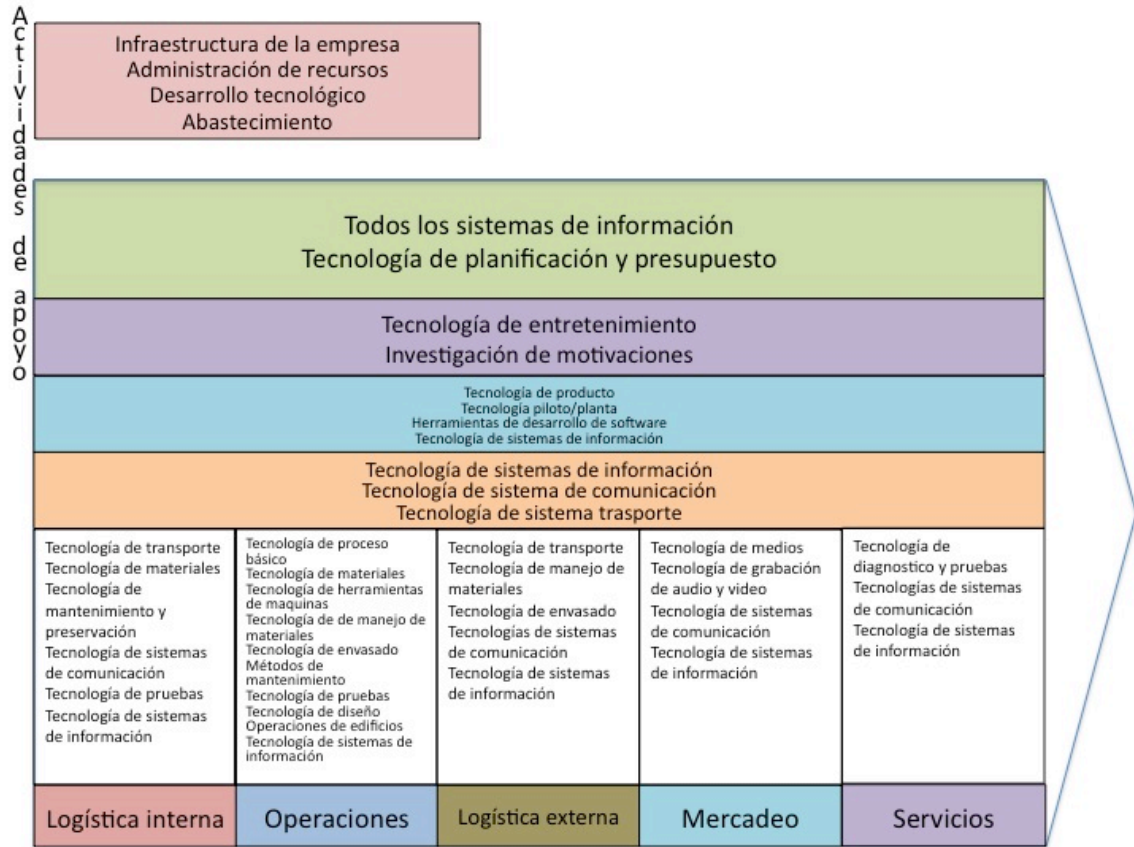 Actividades de apoyo
Infraestructura de la empresa
Administración de recursos
Desarrollo tecnológico
Abastecimiento
Todos los sistemas de información
Tecnología de planificación y presupuesto
Tecnología de entretenimiento
Investigación de motivaciones
Tecnología de producto
Tecnología piloto/planta
Herramientas de desarrollo de software
Tecnología de sistemas de información
Tecnología de sistemas de información
Tecnología de sistema de comunicación
Tecnología de sistema trasporte
Tecnología de transporte
Tecnología de materiales
Tecnología de
mantenimiento y
preservación
Tecnología de sistemas
de comunicación
Tecnología de pruebas
Tecnología de sistemas
de información
Tecnología de proceso
básico
Tecnología de materiales
Tecnología de herramientas
de maquinas
Tecnología de de manejo de
materiales
Tecnología de envasado
Métodos de
mantenimiento
Tecnología de pruebas
Tecnología de diseño
Operaciones de edificios
Tecnología de sistemas de
información
Tecnología de transporte
Tecnología de manejo de
materiales
Tecnología de envasado
Tecnologías de sistemas
de comunicación
Tecnología de sistemas
de información
Tecnología de medios
Tecnología de grabación
de audio y video
Tecnología de sistemas
de comunicación
Tecnología de sistemas
de información
Tecnología de
diagnostico y pruebas
Tecnologías de sistemas
de comunicación
Tecnología de sistemas
de información
Logística interna
Operaciones
Logística externa
Mercadeo
Servicios